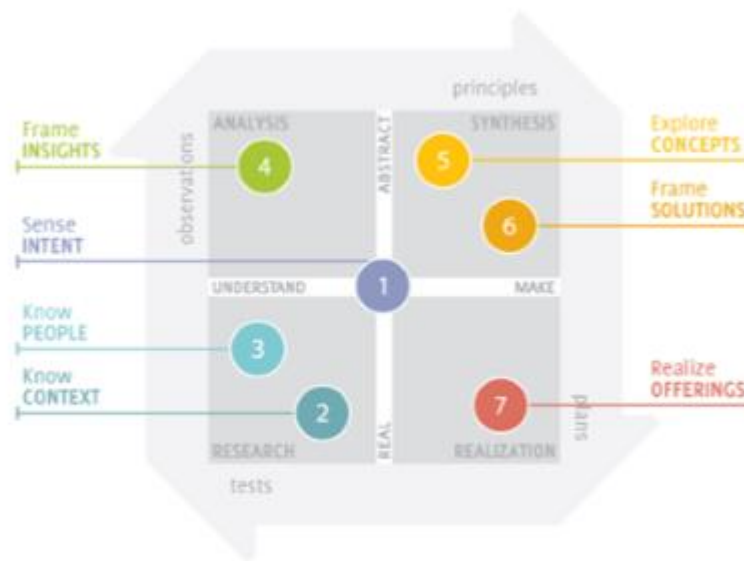 principles
Frame
INSIGHTS
observations
ANALYSIS
4
ABSTRACT
SYNTHESIS
5
6
Explore
CONCEPTS
Frame
SOLUTIONS
Sense
INTENT
UNDERSTAND
1
MAKE
Know
PEOPLE
3
Know
CONTEXT
2
RESEARCH
REAL
7
REALIZATION
Realize
OFFERINGS
plans
tests